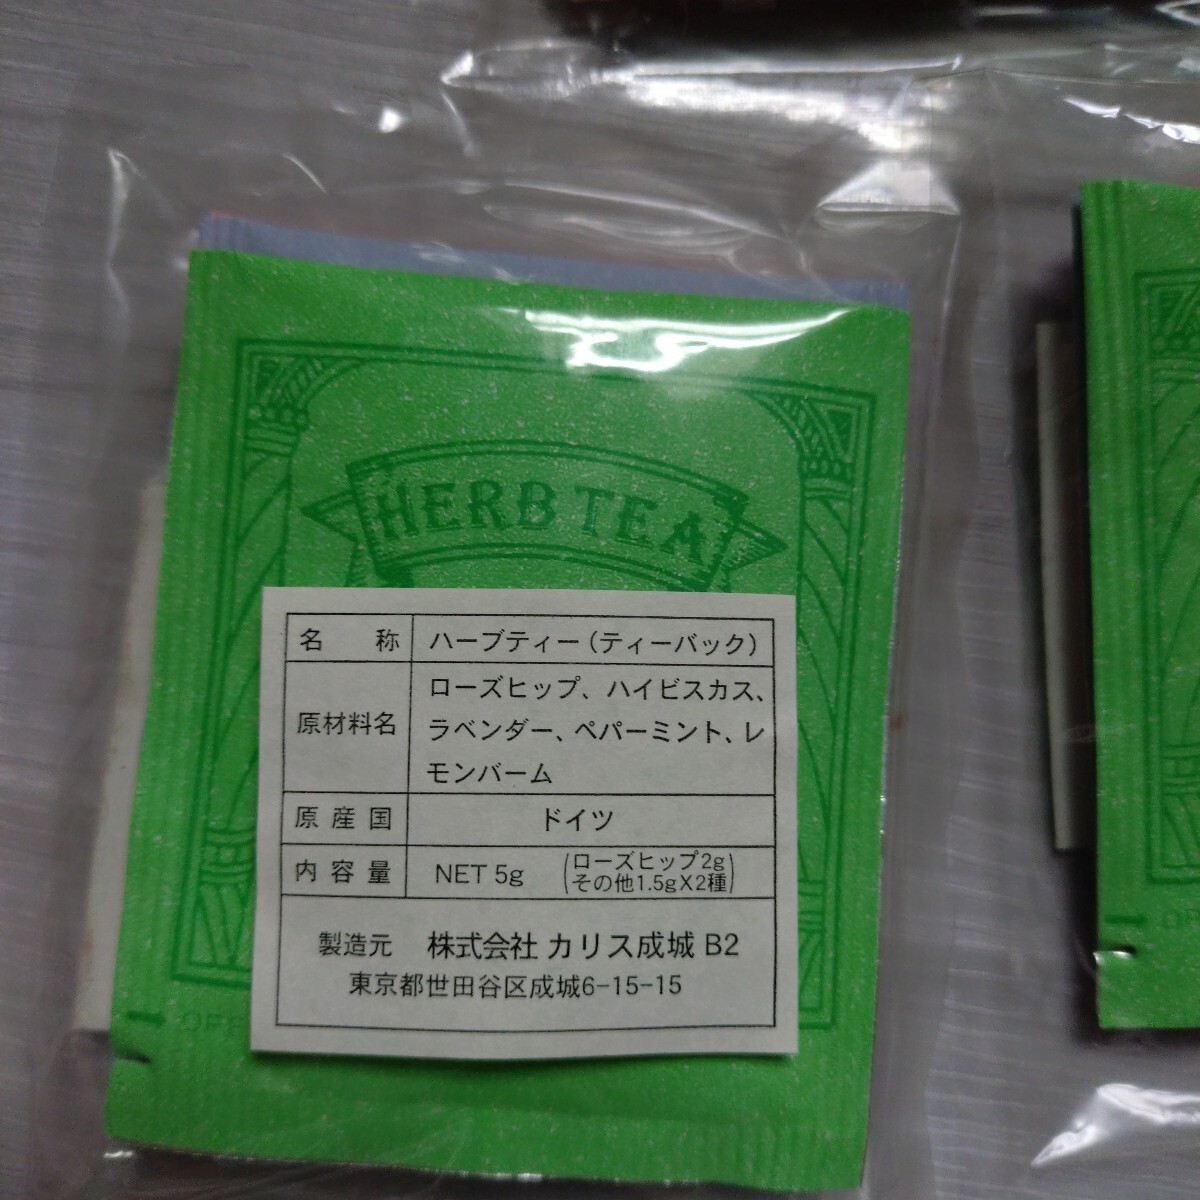 HERB TEA
名 称 ハーブティー(ティーバック)
原材料名 ローズヒップ、ハイビスカス、
ラベンダー、ペパーミント、レ
モンバーム
原産国 ドイツ
内容量 NET 5g (ローズヒップ2g
その他1.5gX2種)
製造元 株式会社 カリス成城 B2
東京都世田谷区成城6-15-15